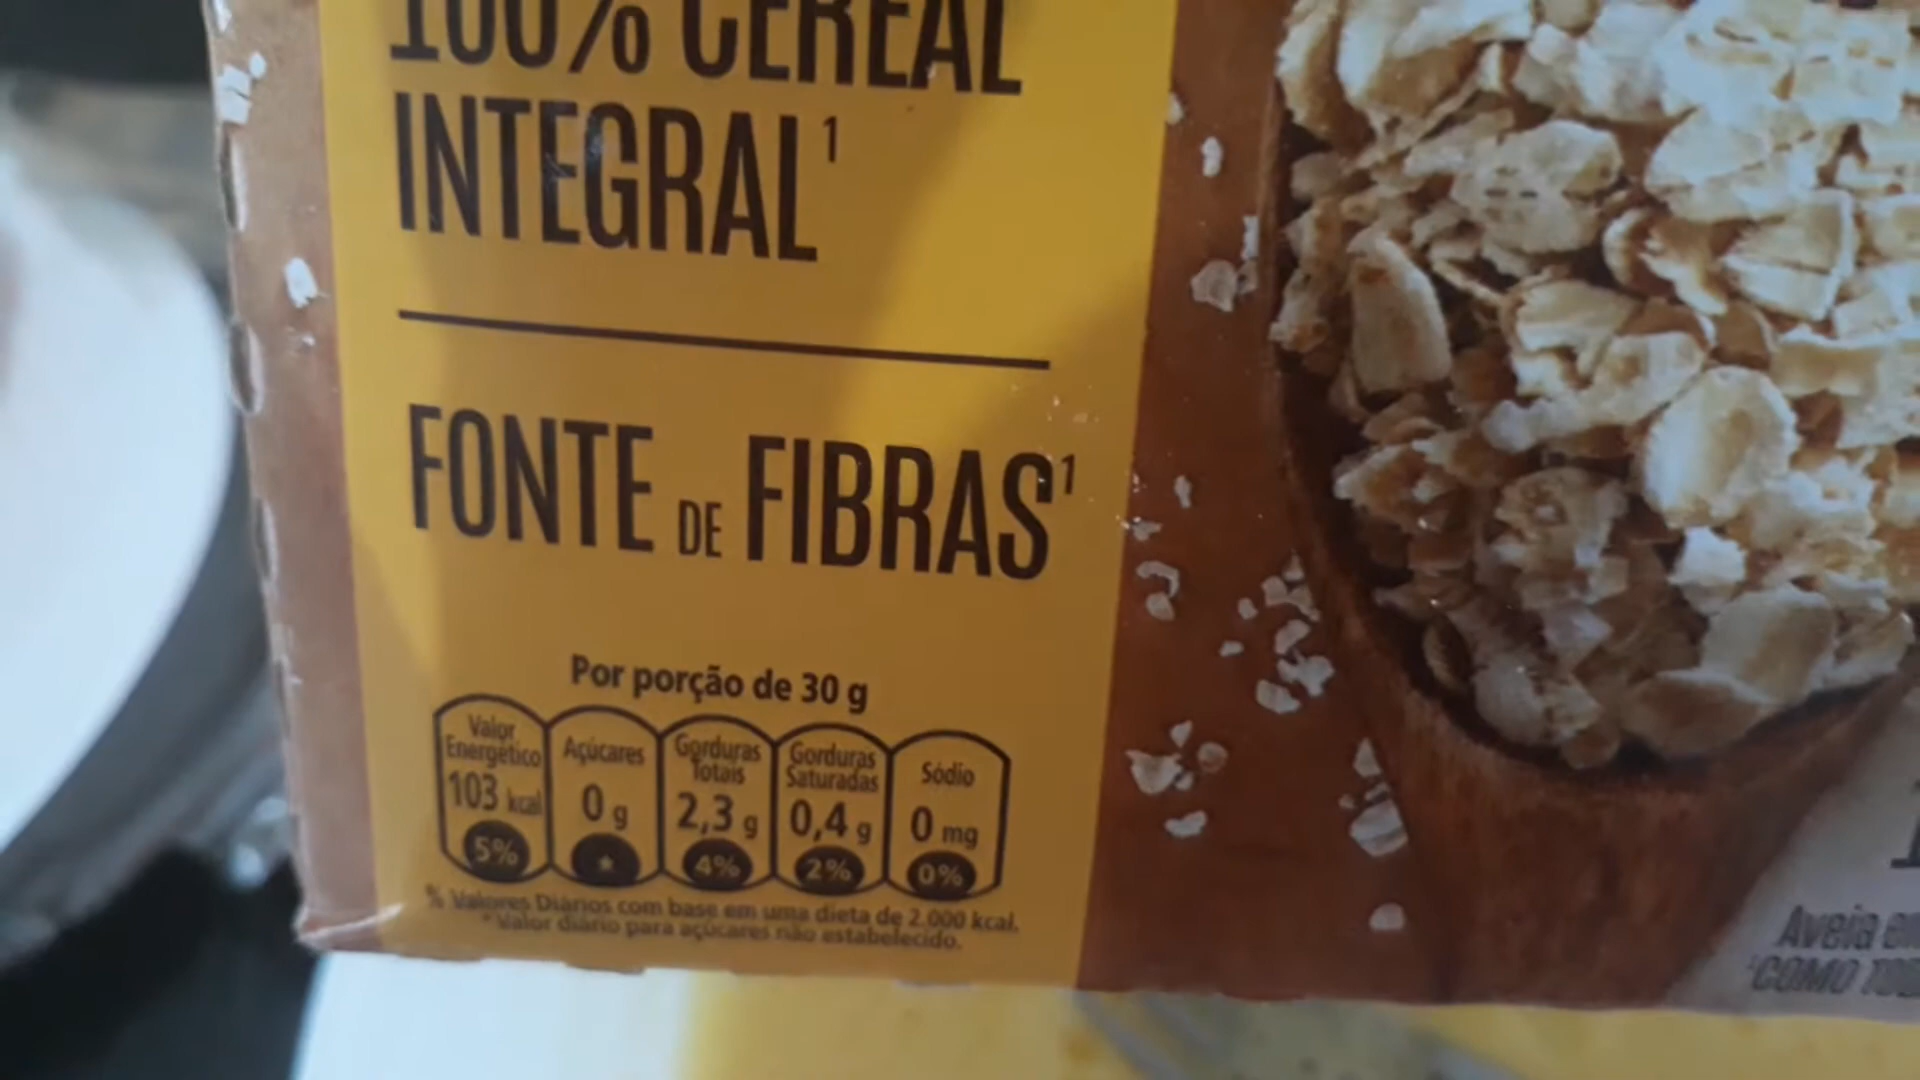 100% CEREAL
INTEGRAL¹
FONTE DE FIBRAS¹
Por porção de 30 g
Valor Energético 103 kcal 5%
Açúcares 0 g *
Gorduras Totais 2,3 g 4%
Gorduras Saturadas 0,4 g 2%
Sódio 0 mg 0%
% Valores Diários com base em uma dieta de 2.000 kcal.
* Valor diário para açúcares não estabelecido.
Aveia
COMO